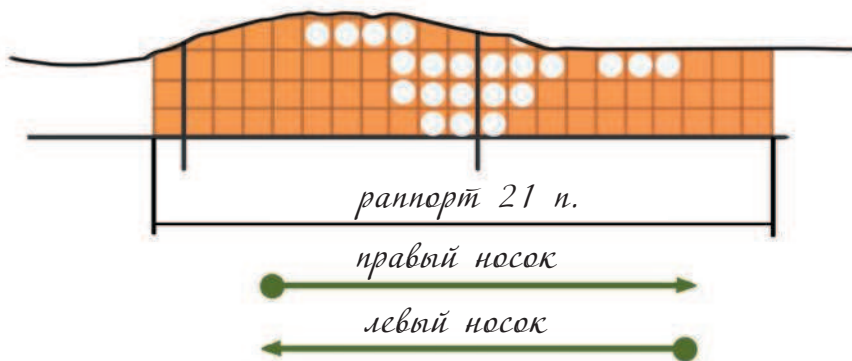 раппорт 21 п.
правый носок
левый носок